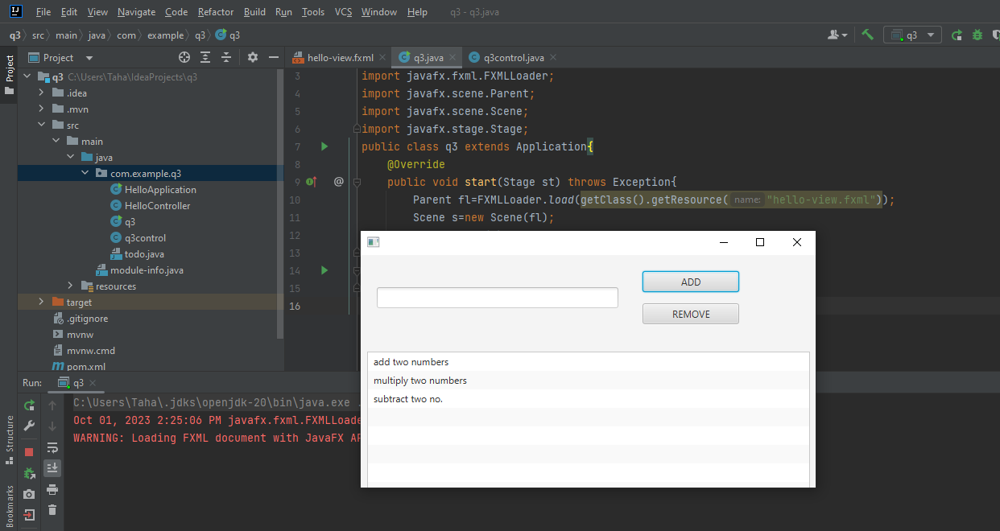 IJ File Edit View Navigate Code Refactor Build Run Tools VCS Window Help q3 - q3.java
q3 src main java com example q3 q3
q3
Project
Project
hello-view.fxml q3.java q3control.java
q3 C:\Users\Taha\IdeaProjects\q3
.idea
.mvn
src
main
java
com.example.q3
HelloApplication
HelloController
q3
q3control
todo.java
module-info.java
resources
target
.gitignore
mvnw
mvnw.cmd
pom.xml
3 import javafx.fxml.FXMLLoader;
4 import javafx.scene.Parent;
5 import javafx.scene.Scene;
6 import javafx.stage.Stage;
7 public class q3 extends Application{
8 @Override
9 @ public void start(Stage st) throws Exception{
10 Parent fl=FXMLLoader.load(getClass().getResource( name: "hello-view.fxml"));
11 Scene s=new Scene(fl);
12
13
14
15
16
ADD
REMOVE
add two numbers
multiply two numbers
subtract two no.
Run: q3
C:\Users\Taha\.jdks\openjdk-20\bin\java.exe .
Oct 01, 2023 2:25:06 PM javafx.fxml.FXMLLoade
WARNING: Loading FXML document with JavaFX AP
Structure
Bookmarks